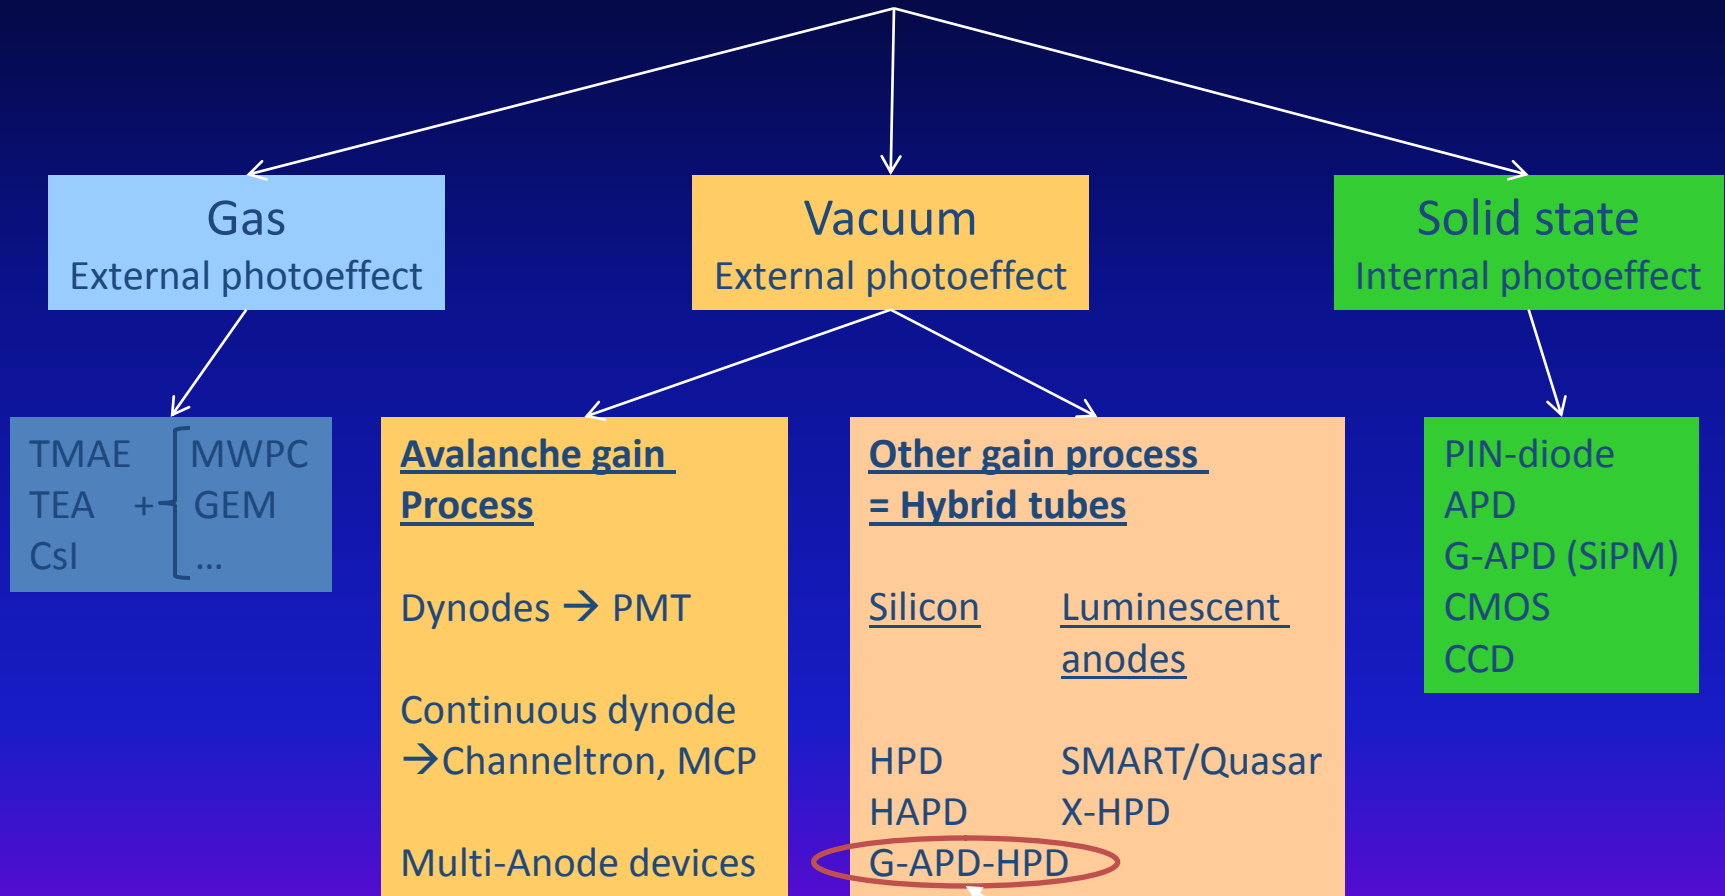 Gas
External photoeffect
Vacuum
External photoeffect
Solid state
Internal photoeffect
TMAE MWPC
TEA + GEM
CsI ...
Avalanche gain
Process
Dynodes → PMT
Continuous dynode
→Channeltron, MCP
Multi-Anode devices
Other gain process
= Hybrid tubes
Silicon Luminescent
anodes
HPD SMART/Quasar
HAPD X-HPD
G-APD-HPD
PIN-diode
APD
G-APD (SiPM)
CMOS
CCD